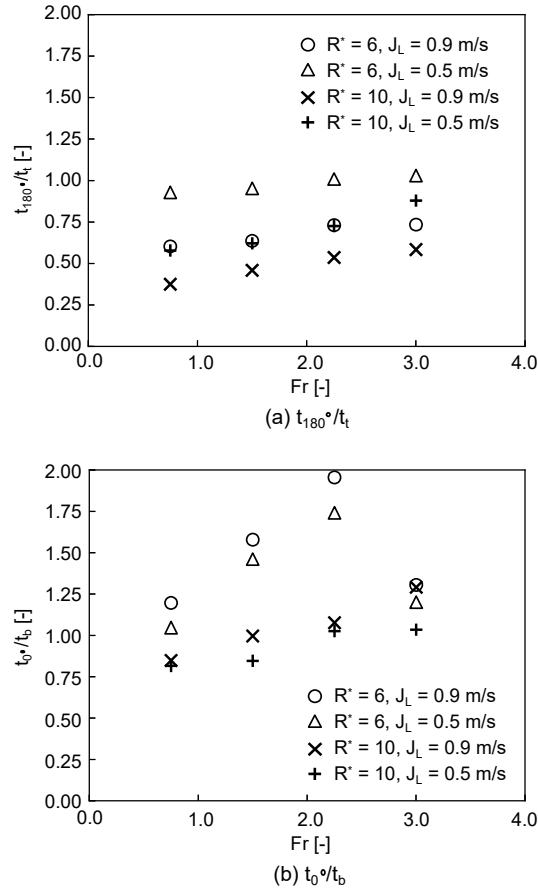 2.00
1.75
1.50
1.25
1.00
0.75
0.50
0.25
0.00
t180°/tt [-]
R* = 6, JL = 0.9 m/s
R* = 6, JL = 0.5 m/s
R* = 10, JL = 0.9 m/s
R* = 10, JL = 0.5 m/s
0.0 1.0 2.0 3.0 4.0
Fr [-]
(a) t180°/tt
2.00
1.75
1.50
1.25
1.00
0.75
0.50
0.25
0.00
t0°/tb [-]
R* = 6, JL = 0.9 m/s
R* = 6, JL = 0.5 m/s
R* = 10, JL = 0.9 m/s
R* = 10, JL = 0.5 m/s
0.0 1.0 2.0 3.0 4.0
Fr [-]
(b) t0°/tb